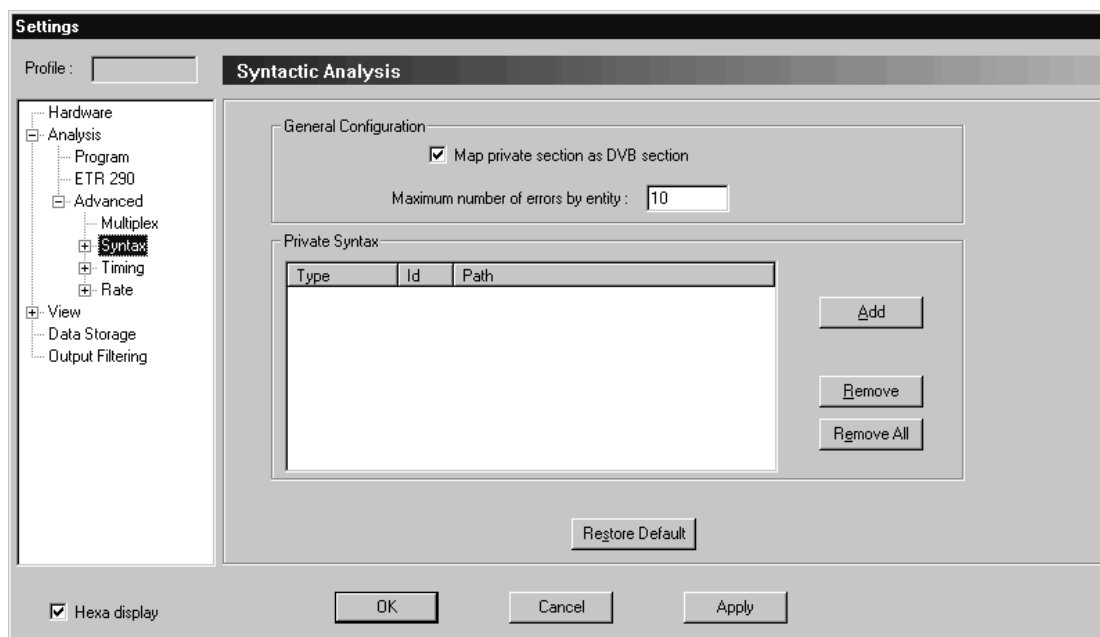 Settings
Profile :
Syntactic Analysis
Hardware
Analysis
Program
ETR 290
Advanced
Multiplex
Syntax
Timing
Rate
View
Data Storage
Output Filtering
General Configuration
Map private section as DVB section
Maximum number of errors by entity : 10
Private Syntax
Type Id Path
Add
Remove
Remove All
Restore Default
Hexa display
OK Cancel Apply